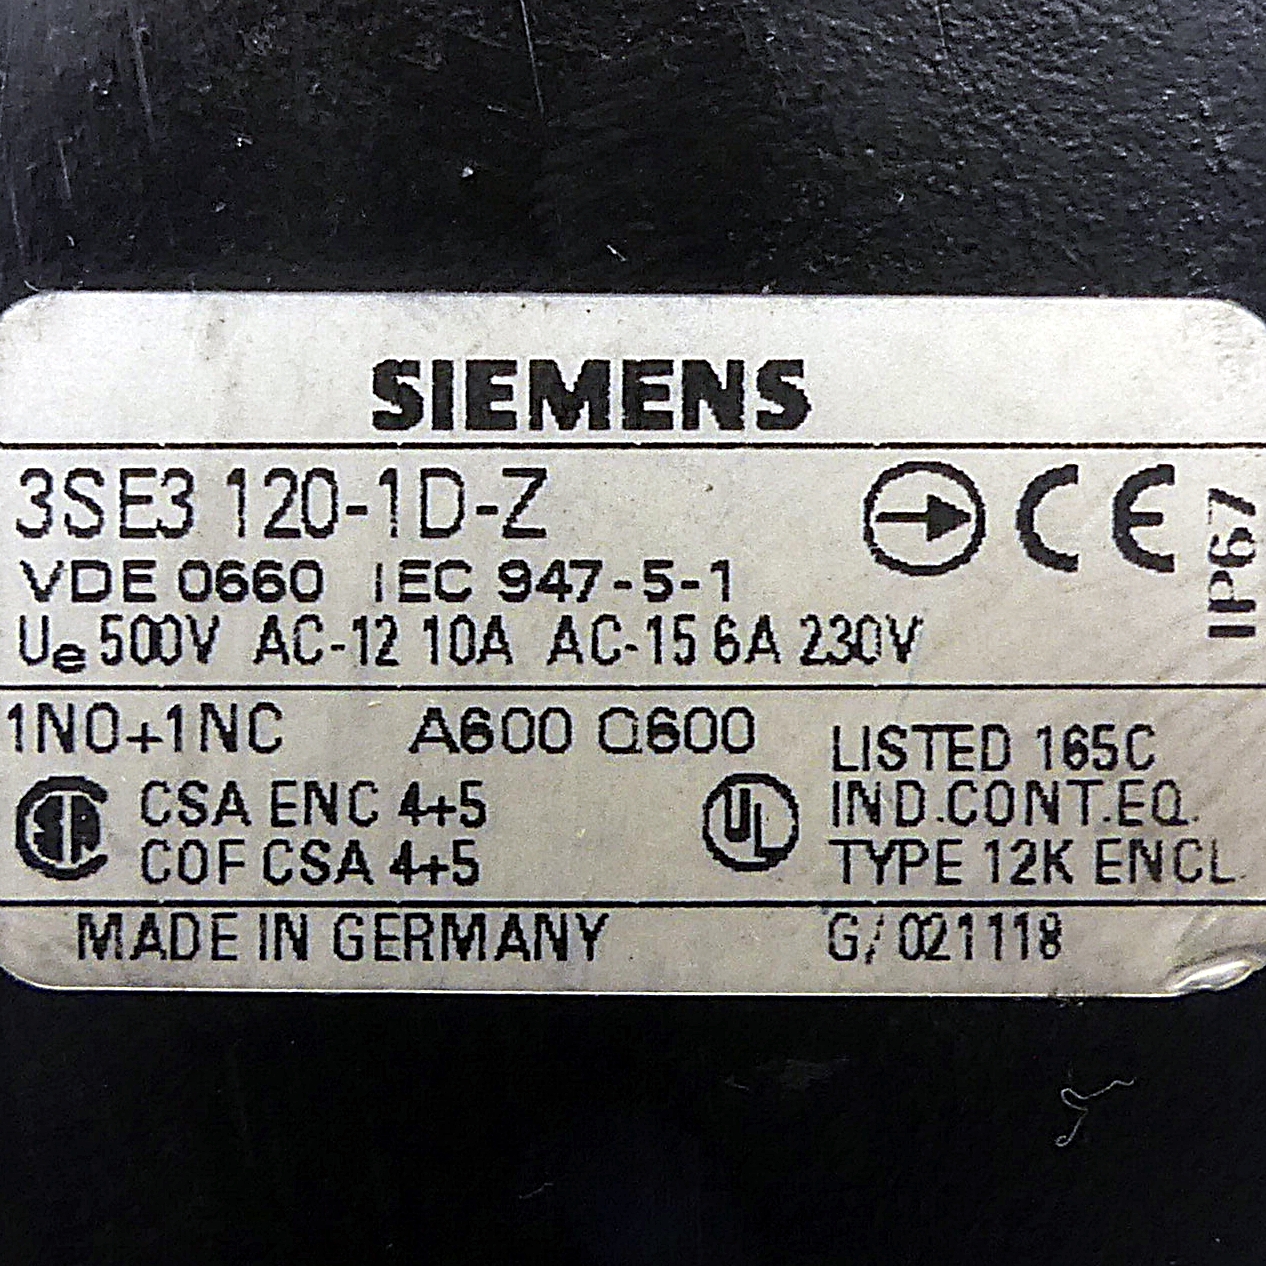 SIEMENS
3SE3 120-1D-Z
CE
IP67
VDE 0660 IEC 947-5-1
Ue 500V AC-12 10A AC-15 6A 230V
1NO+1NC A600 Q600
LISTED 165C
CSA ENC 4+5
UL
IND.CONT.EQ.
COF CSA 4+5
TYPE 12K ENCL.
MADE IN GERMANY
G/021118